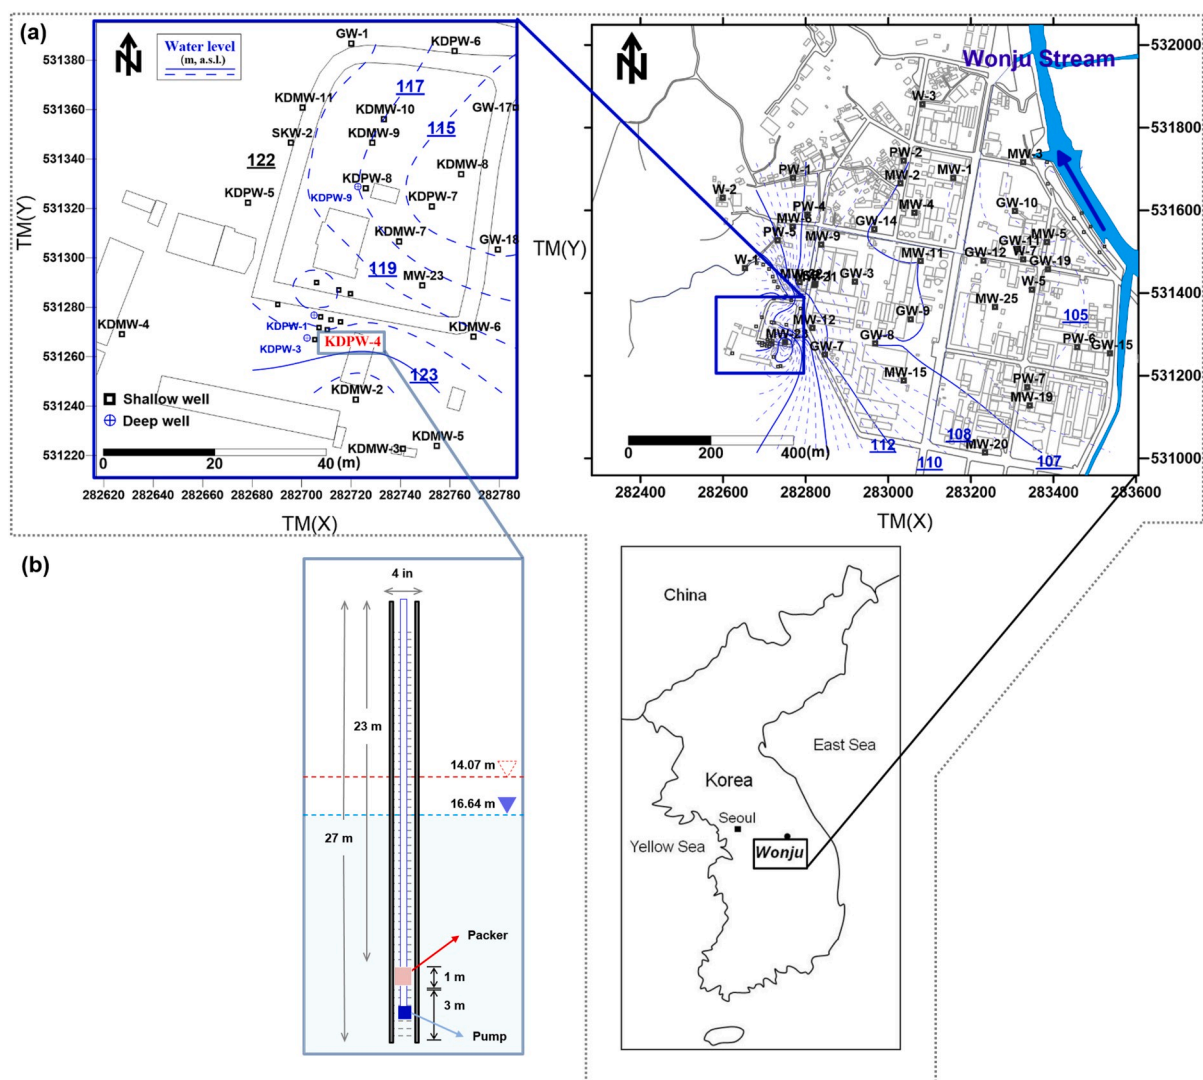 (a)
Water level
(m, a.s.l.)
N
GW-1
KDPW-6
531380
KDMW-11
117
KDMW-10
GW-17
531360
SKW-2
KDMW-9
115
531340
122
KDMW-8
KDPW-8
KDPW-5
KDPW-9
KDPW-7
531320
KDMW-7
GW-18
531300
119
MW-23
531280
KDMW-4
KDPW-1
KDMW-6
KDPW-3
KDPW-4
531260
123
KDMW-2
531240
Shallow well
Deep well
KDMW-3
KDMW-5
531220
0
20
40 (m)
282627
282642
282662
282682
282701
282720
282740
282760
282780
TM(X)
TM(Y)
N
Wonju Stream
532000
W-3
531800
PW-2
MW-3
PW-1
MW-2
MW-1
W-2
PW-4
MW-4
GW-10
531600
MW-6
GW-14
PW-5
MW-9
GW-11
MW-5
W-7
W-1
MW-11
GW-12
GW-19
GW-3
W-5
531400
MW-25
105
MW-12
GW-9
MW-23
GW-8
PW-6
GW-15
GW-7
MW-15
PW-7
531200
MW-19
108
112
MW-20
110
107
531000
0
200
400(m)
282400
282600
282800
283000
283200
283400
283600
TM(X)
TM(Y)
(b)
4 in
23 m
14.07 m
16.64 m
27 m
Packer
1 m
3 m
Pump
China
East Sea
Korea
Seoul
Yellow Sea
Wonju